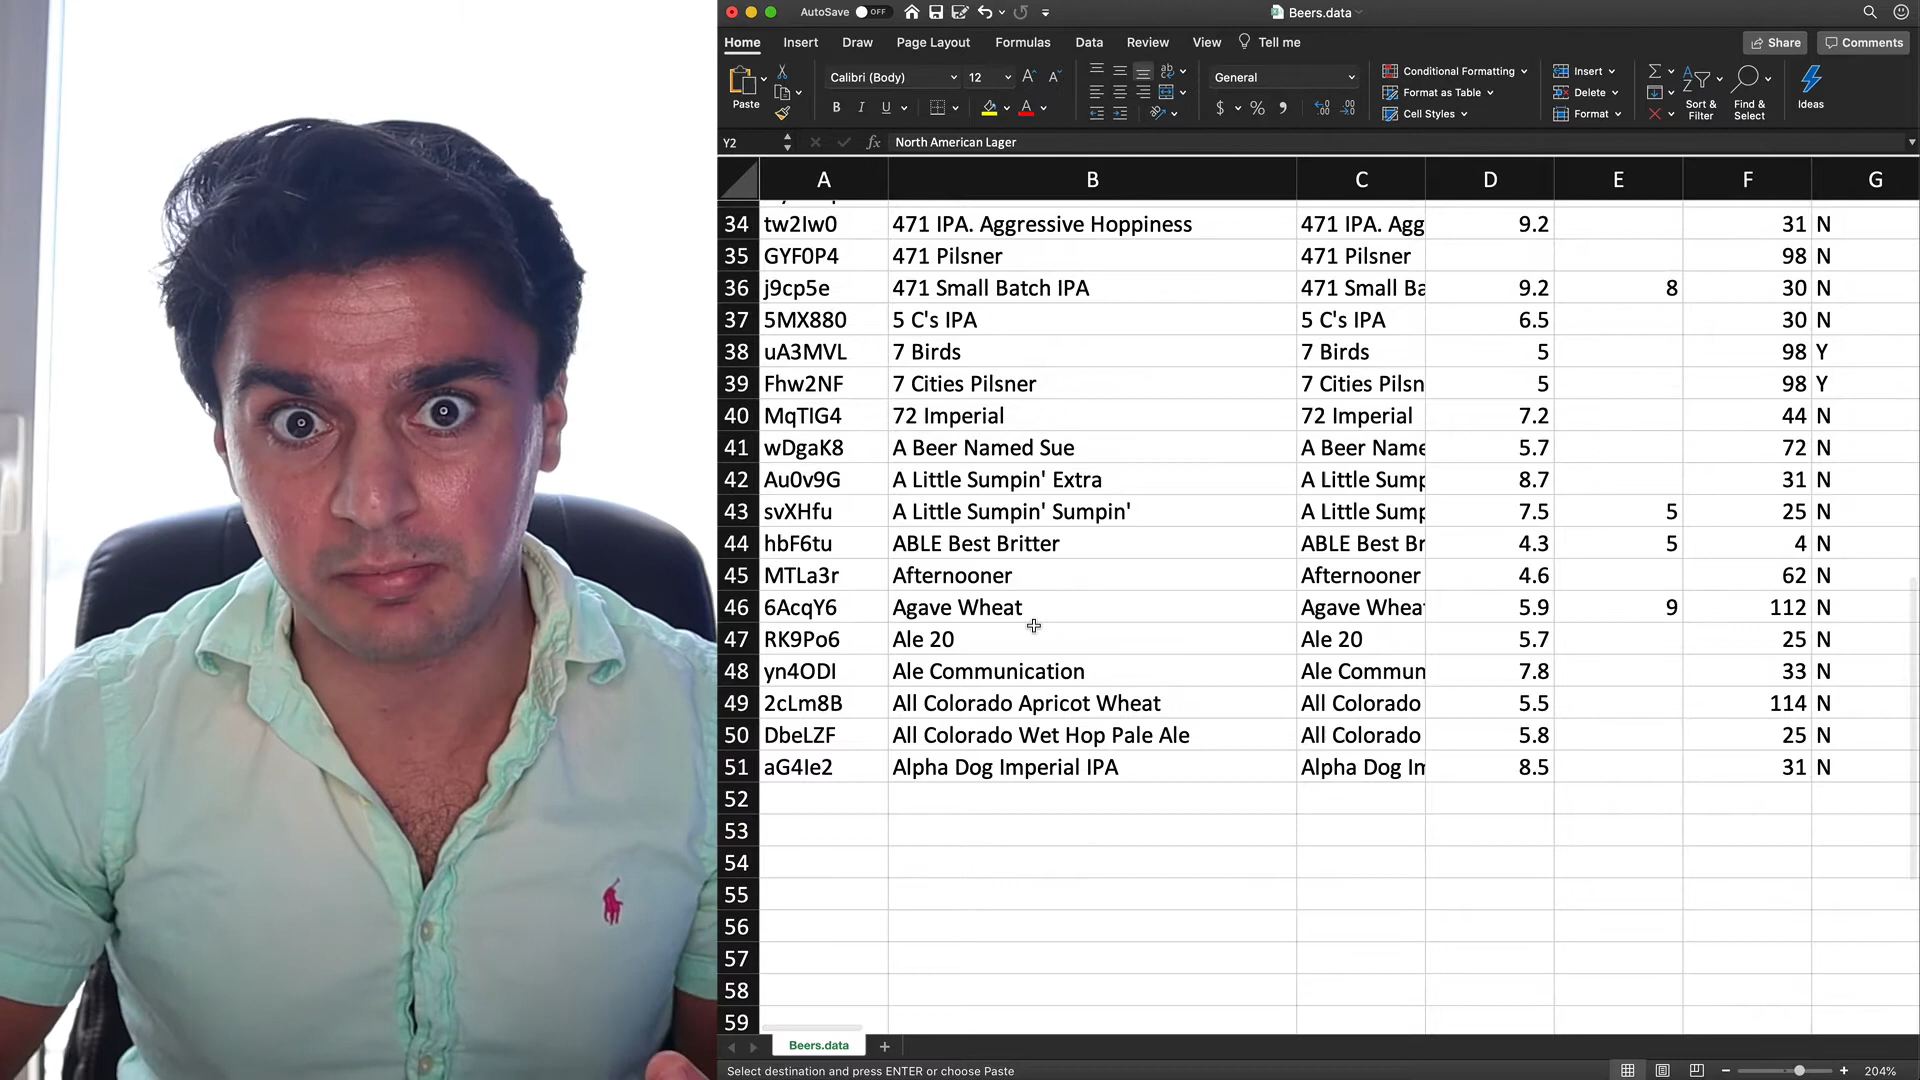 AutoSave OFF Beers.data
Home Insert Draw Page Layout Formulas Data Review View Tell me Share Comments
Paste Calibri (Body) 12 General Conditional Formatting Format as Table Cell Styles Insert Delete Format Sort & Filter Find & Select Ideas
Y2 fx North American Lager
A B C D E F G
34 tw2Iw0 471 IPA. Aggressive Hoppiness 471 IPA. Agg 9.2 31 N
35 GYF0P4 471 Pilsner 471 Pilsner 98 N
36 j9cp5e 471 Small Batch IPA 471 Small Ba 9.2 8 30 N
37 5MX880 5 C's IPA 5 C's IPA 6.5 30 N
38 uA3MVL 7 Birds 7 Birds 5 98 Y
39 Fhw2NF 7 Cities Pilsner 7 Cities Pilsn 5 98 Y
40 MqTIG4 72 Imperial 72 Imperial 7.2 44 N
41 wDgaK8 A Beer Named Sue A Beer Name 5.7 72 N
42 Au0v9G A Little Sumpin' Extra A Little Sump 8.7 31 N
43 svXHfu A Little Sumpin' Sumpin' A Little Sump 7.5 5 25 N
44 hbF6tu ABLE Best Britter ABLE Best Br 4.3 5 4 N
45 MTLa3r Afternooner Afternooner 4.6 62 N
46 6AcqY6 Agave Wheat Agave Wheat 5.9 9 112 N
47 RK9Po6 Ale 20 Ale 20 5.7 25 N
48 yn4ODI Ale Communication Ale Commun 7.8 33 N
49 2cLm8B All Colorado Apricot Wheat All Colorado 5.5 114 N
50 DbeLZF All Colorado Wet Hop Pale Ale All Colorado 5.8 25 N
51 aG4Ie2 Alpha Dog Imperial IPA Alpha Dog Im 8.5 31 N
52
53
54
55
56
57
58
59
Beers.data
Select destination and press ENTER or choose Paste 204%